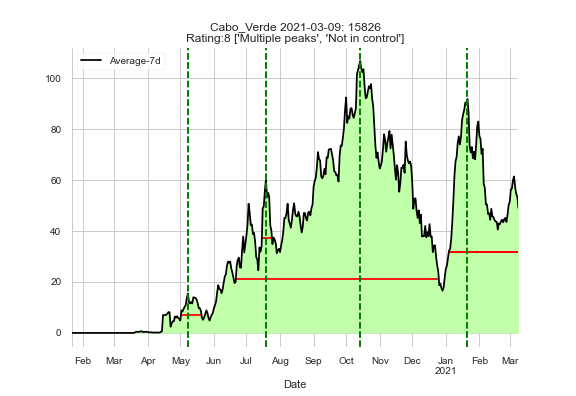 Cabo_Verde 2021-03-09: 15826
Rating:8 ['Multiple peaks', 'Not in control']
Average-7d
100
80
60
40
20
0
Feb Mar Apr May Jun Jul Aug Sep Oct Nov Dec Jan Feb Mar
2021
Date